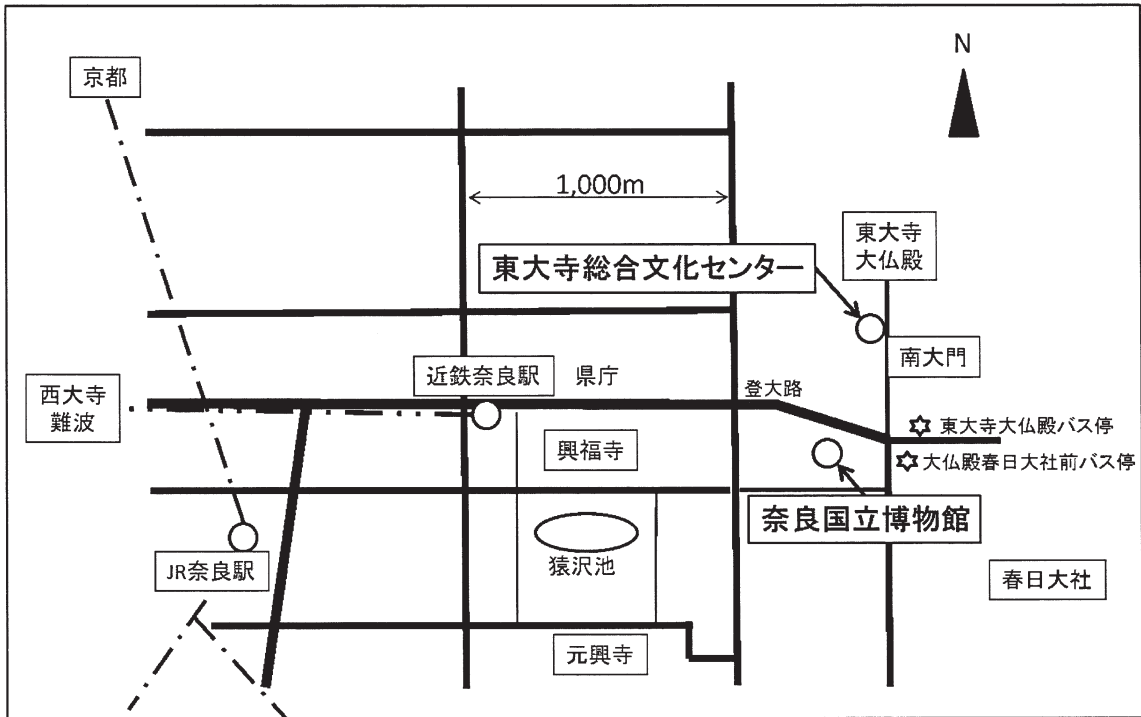 N
京都
1,000m
東大寺
大仏殿
東大寺総合文化センター
南大門
近鉄奈良駅
県庁
西大寺
難波
登大路
東大寺大仏殿バス停
興福寺
大仏殿春日大社前バス停
奈良国立博物館
JR奈良駅
猿沢池
春日大社
元興寺